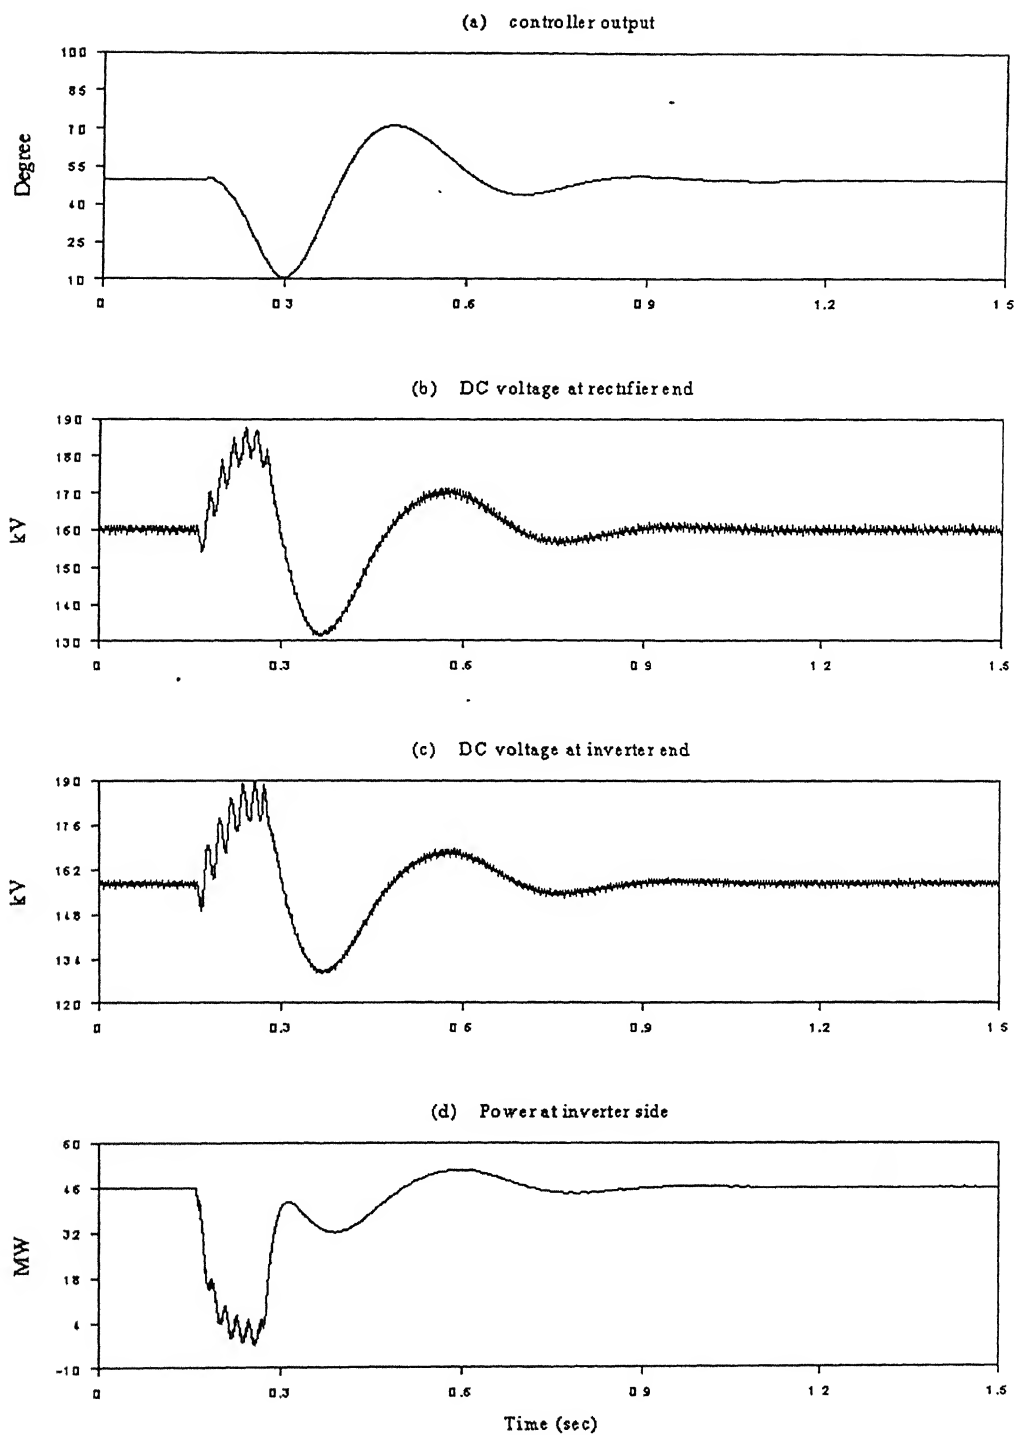 (a) controller output
100
85
70
55
40
25
10
Degree
0 0.3 0.6 0.9 1.2 1.5
(b) DC voltage at rectifier end
190
180
170
160
150
140
130
kV
0 0.3 0.6 0.9 1.2 1.5
(c) DC voltage at inverter end
190
176
162
148
134
120
kV
0 0.3 0.6 0.9 1.2 1.5
(d) Power at inverter side
60
46
32
18
4
-10
MW
0 0.3 0.6 0.9 1.2 1.5
Time (sec)